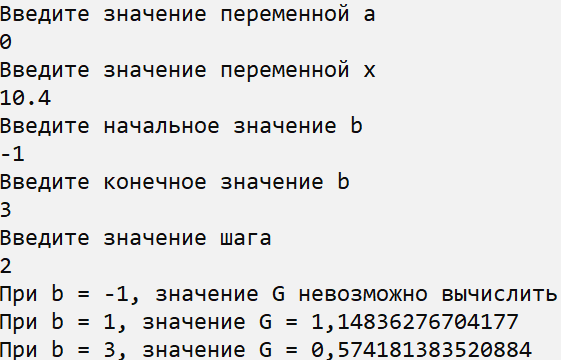 Введите значение переменной a
0
Введите значение переменной x
10.4
Введите начальное значение b
-1
Введите конечное значение b
3
Введите значение шага
2
При b = -1, значение G невозможно вычислить
При b = 1, значение G = 1,14836276704177
При b = 3, значение G = 0,574181383520884